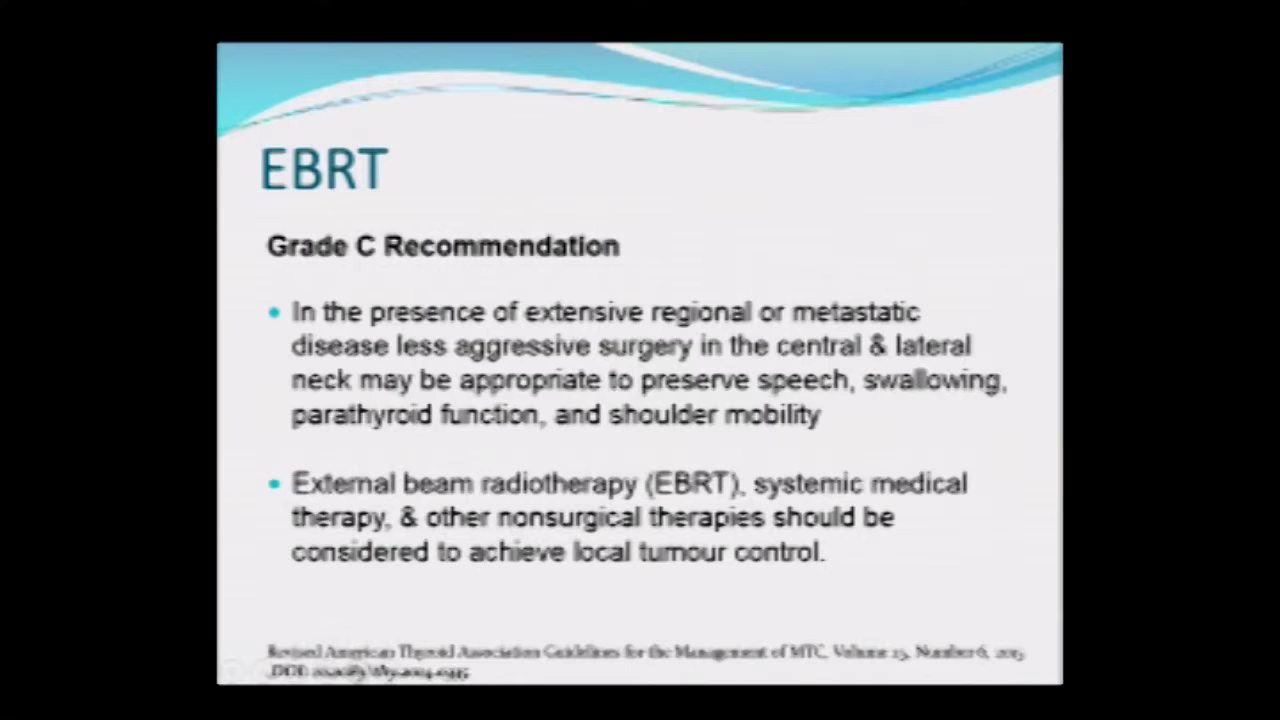 EBRT
Grade C Recommendation
In the presence of extensive regional or metastatic
disease less aggressive surgery in the central & lateral
neck may be appropriate to preserve speech, swallowing,
parathyroid function, and shoulder mobility
External beam radiotherapy (EBRT), systemic medical
therapy, & other nonsurgical therapies should be
considered to achieve local tumour control.
Revised American Thyroid Association Guidelines for the Management of MTC, Volume 25, Number 6, 2015
.DOI: